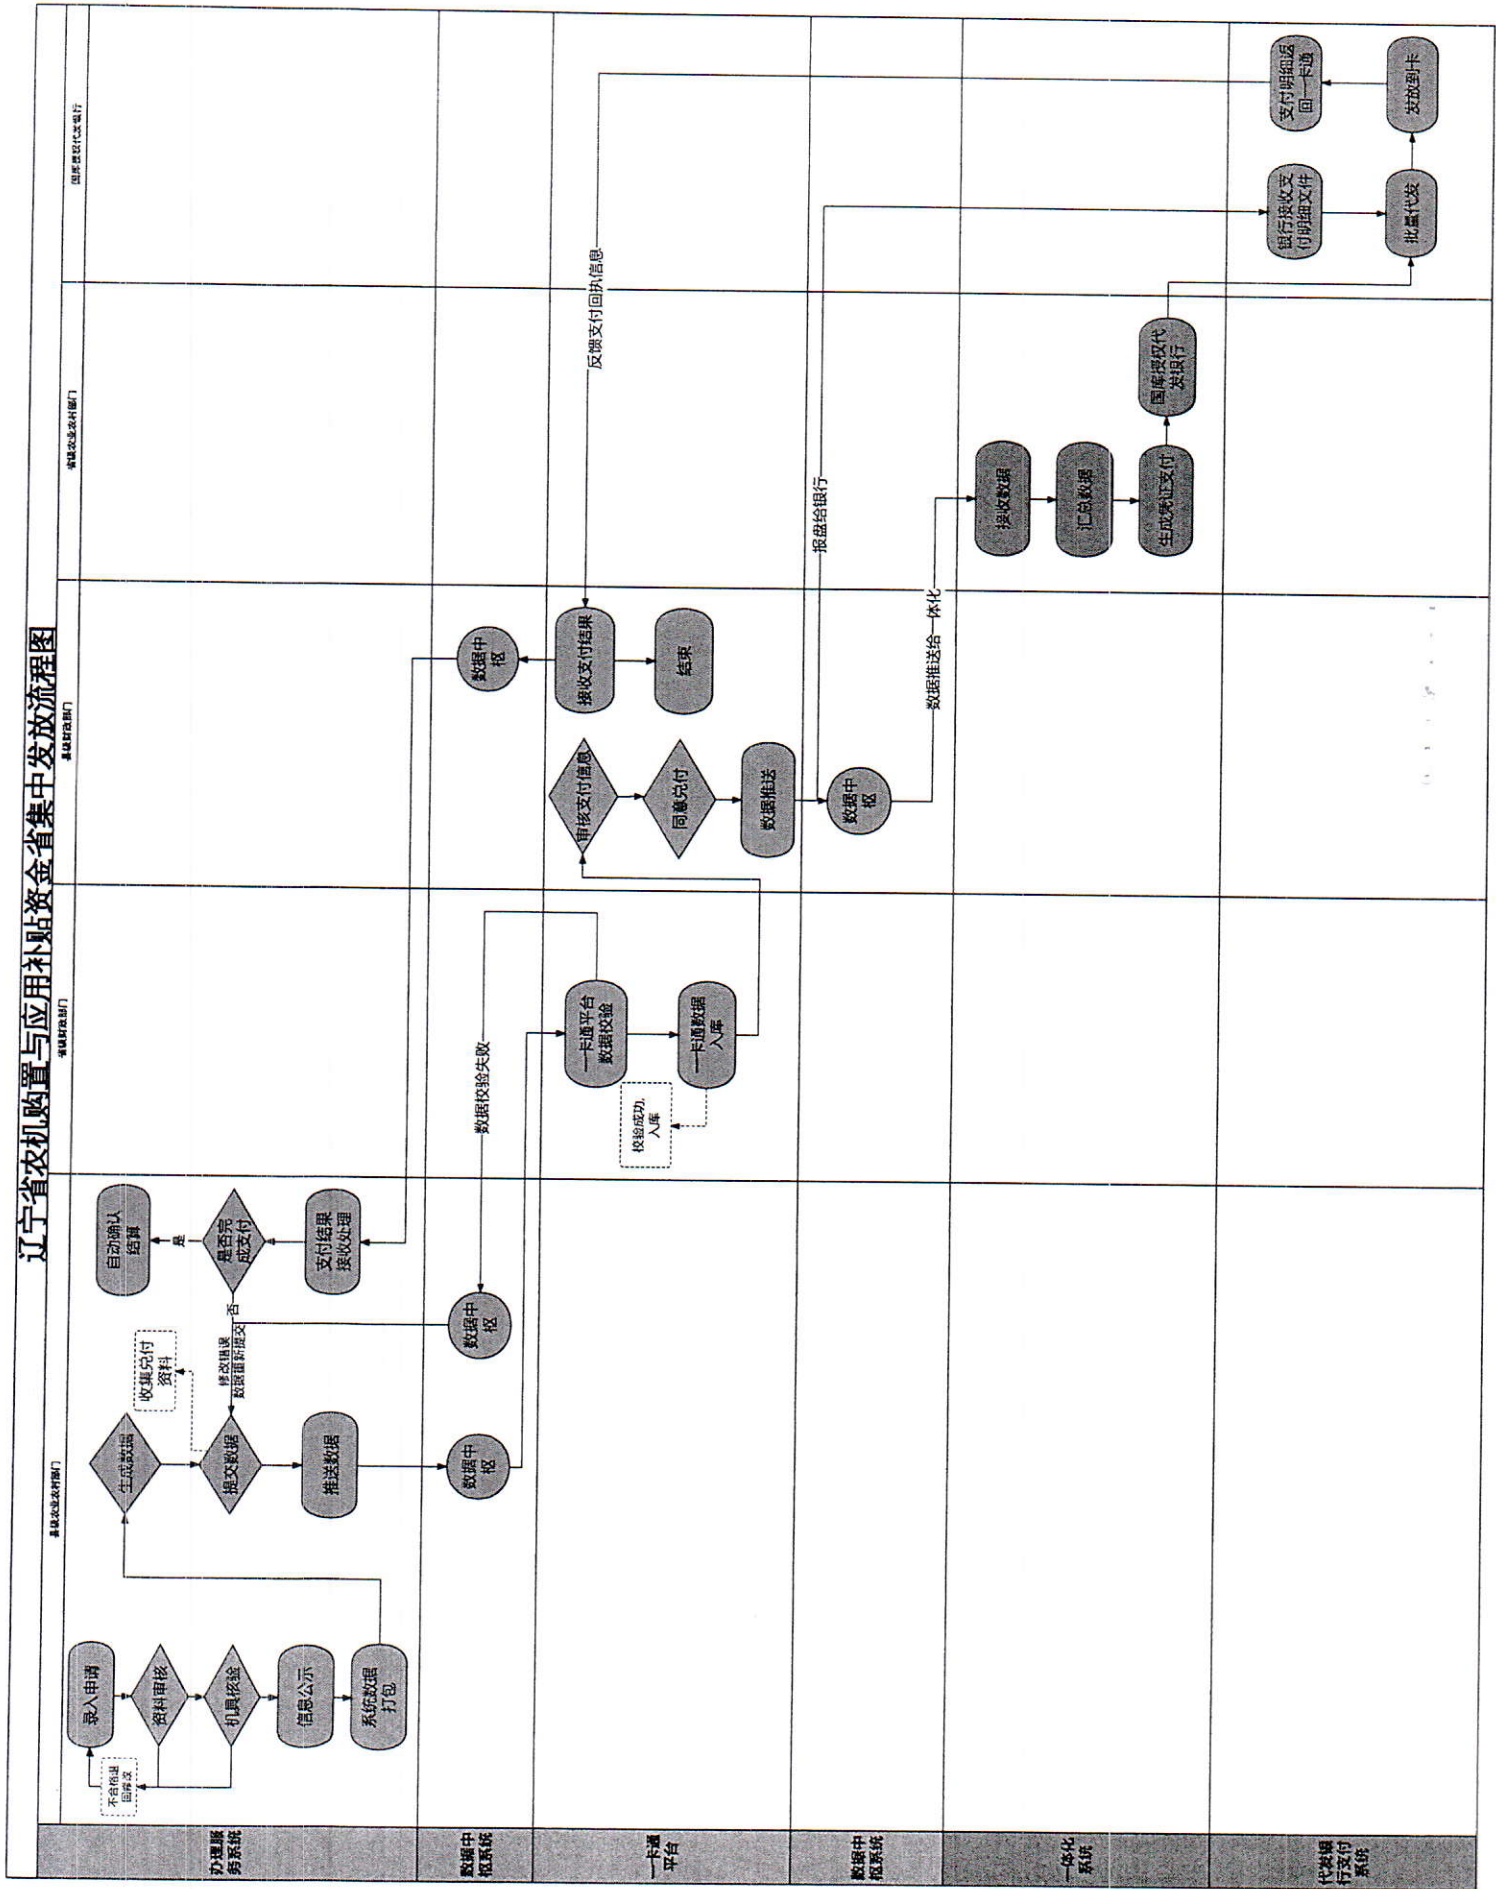 辽宁省农机购置与应用补贴资金省集中发放流程图
县级农业农村部门
省级财政部门
县级财政部门
省级农业农村部门
国库授权代发银行
办理服
务系统
录入申请
资料审核
不合格退
回修改
机具核验
信息公示
系统数据
打包
生成数据
提交数据
收集兑付
资料
推送数据
修改错误
数据重新提交
否
是否完
成支付
是
自动确认
结算
支付结果
接收处理
数据中
枢系统
数据中
枢
数据中
枢
数据校验失败
数据中
枢
一卡通
平台
一卡通平台
数据校验
一卡通数据
入库
校验成功,
入库
审核支付信息
同意兑付
数据推送
接收支付结果
结束
反馈支付回执信息
数据中
枢系统
数据中
枢
报盘给银行
数据推送给一体化
一体化
系统
接收数据
汇总数据
生成凭证支付
国库授权代
发银行
代发银
行支付
系统
银行接收支
付明细文件
批量代发
发放到卡
支付明细返
回一卡通